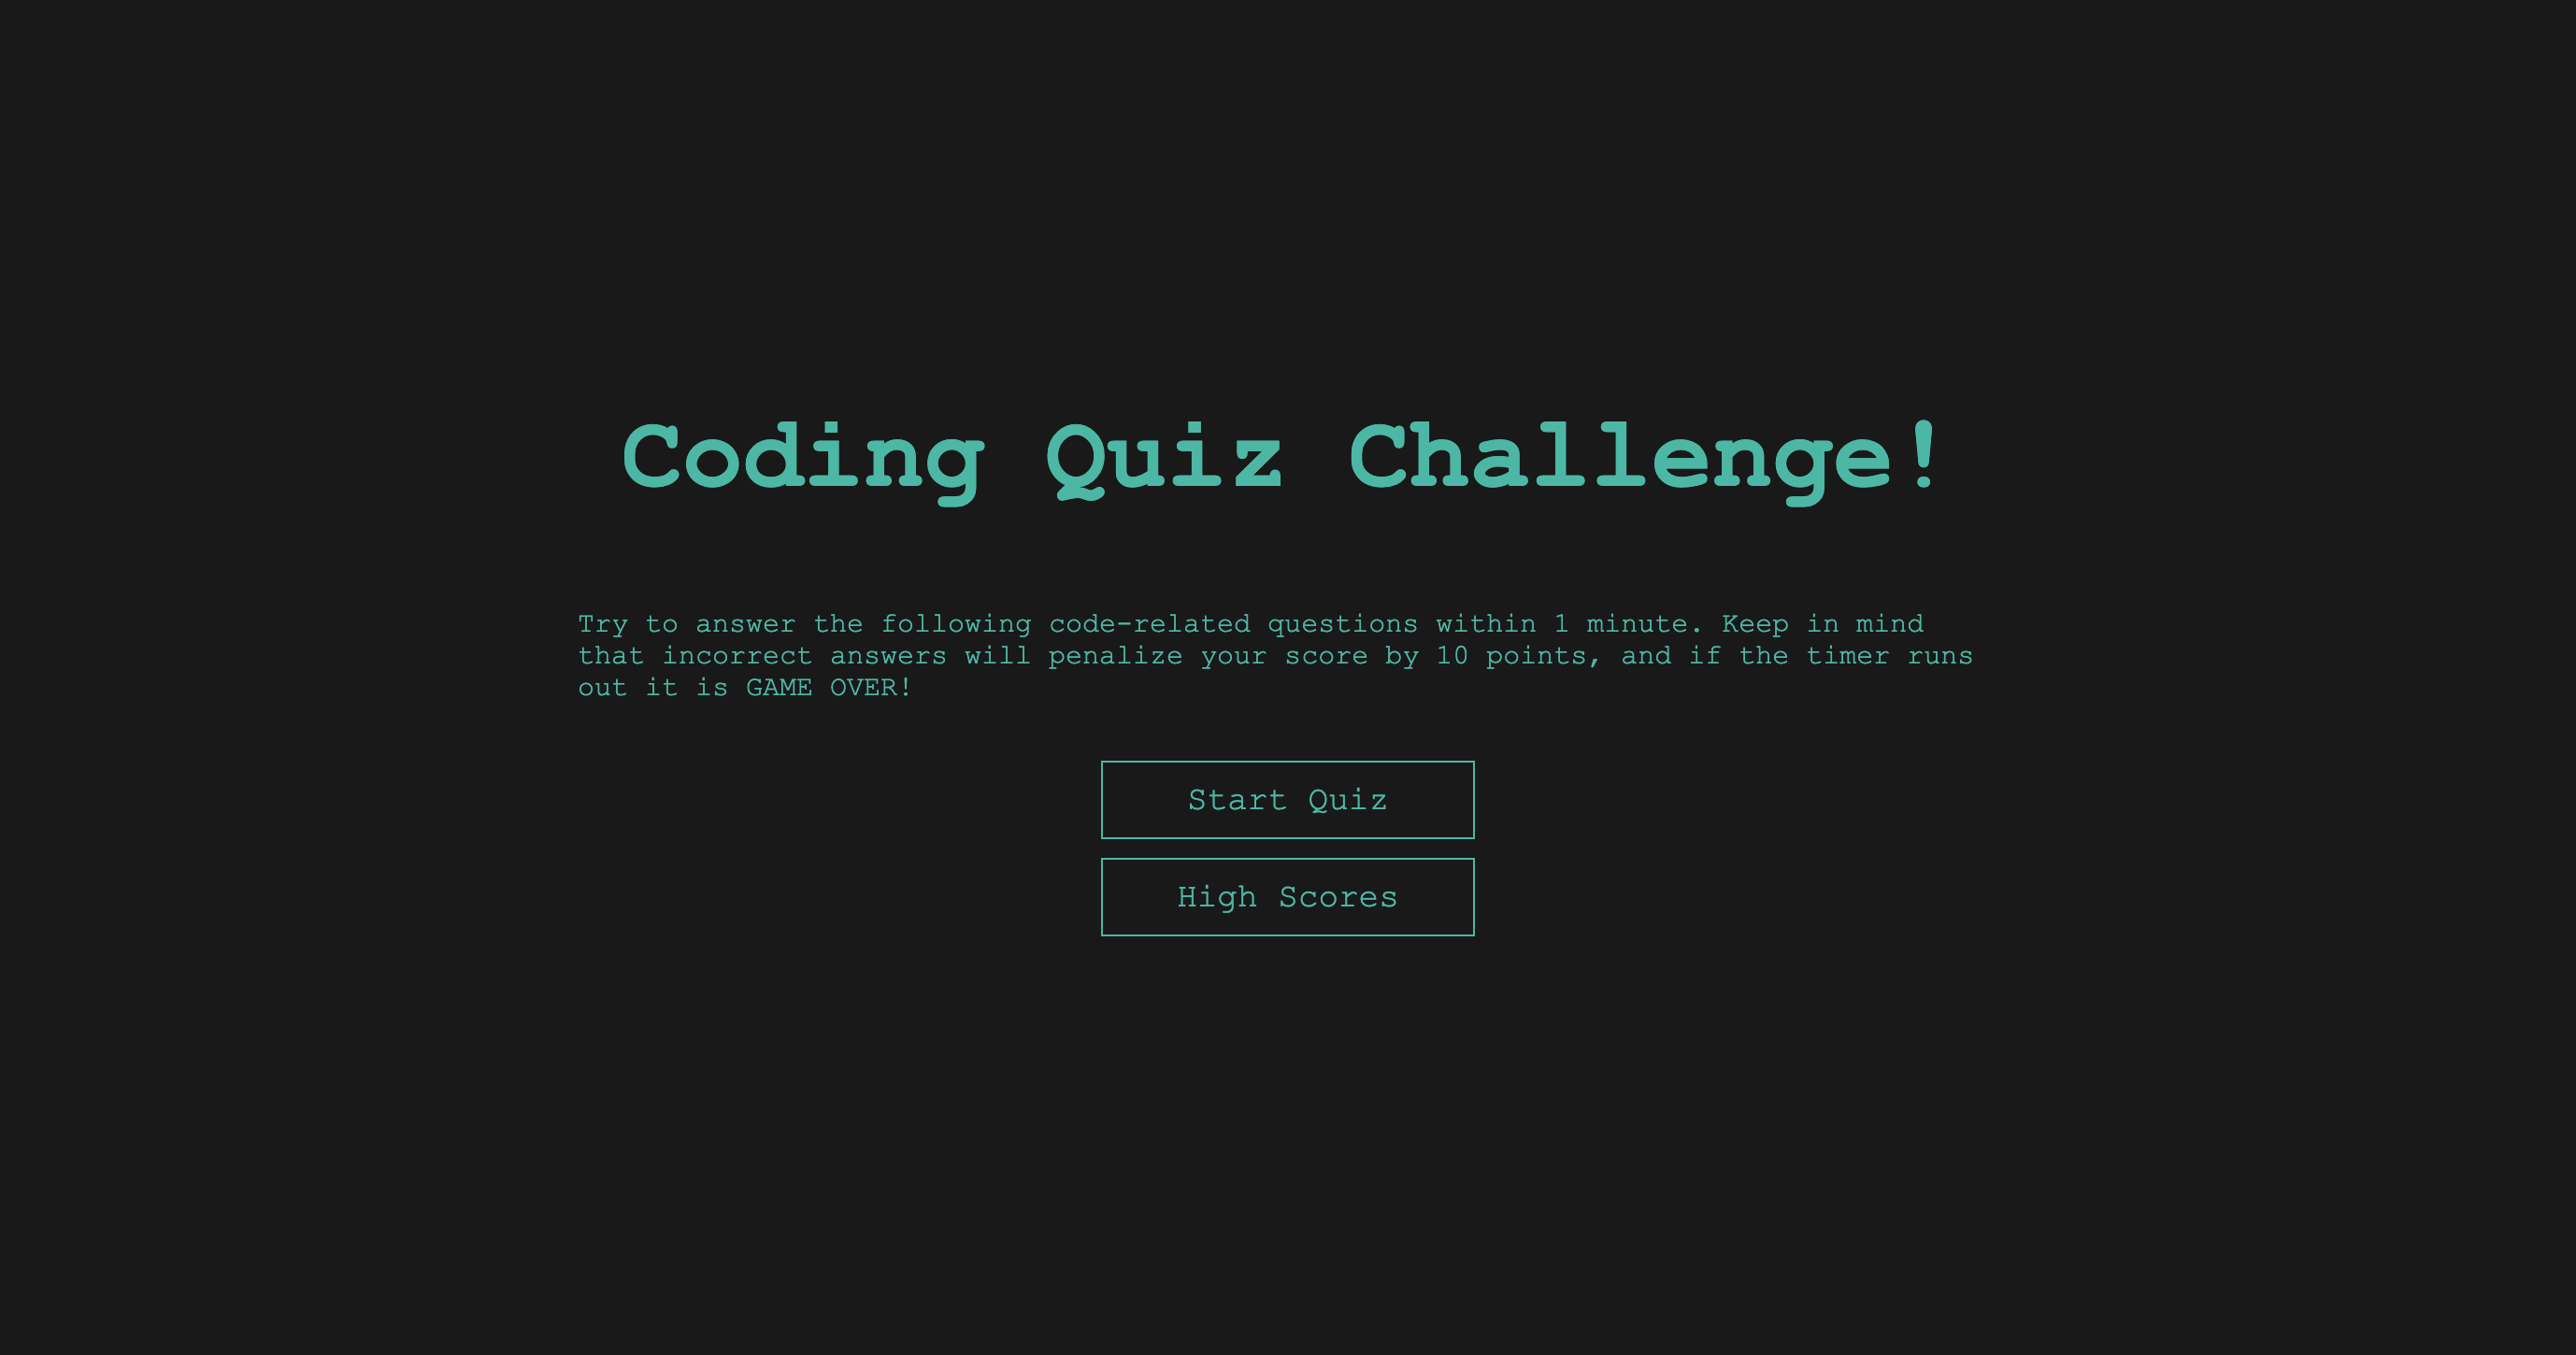 Coding Quiz Challenge!
Try to answer the following code-related questions within 1 minute. Keep in mind
that incorrect answers will penalize your score by 10 points, and if the timer runs
out it is GAME OVER!
Start Quiz
High Scores